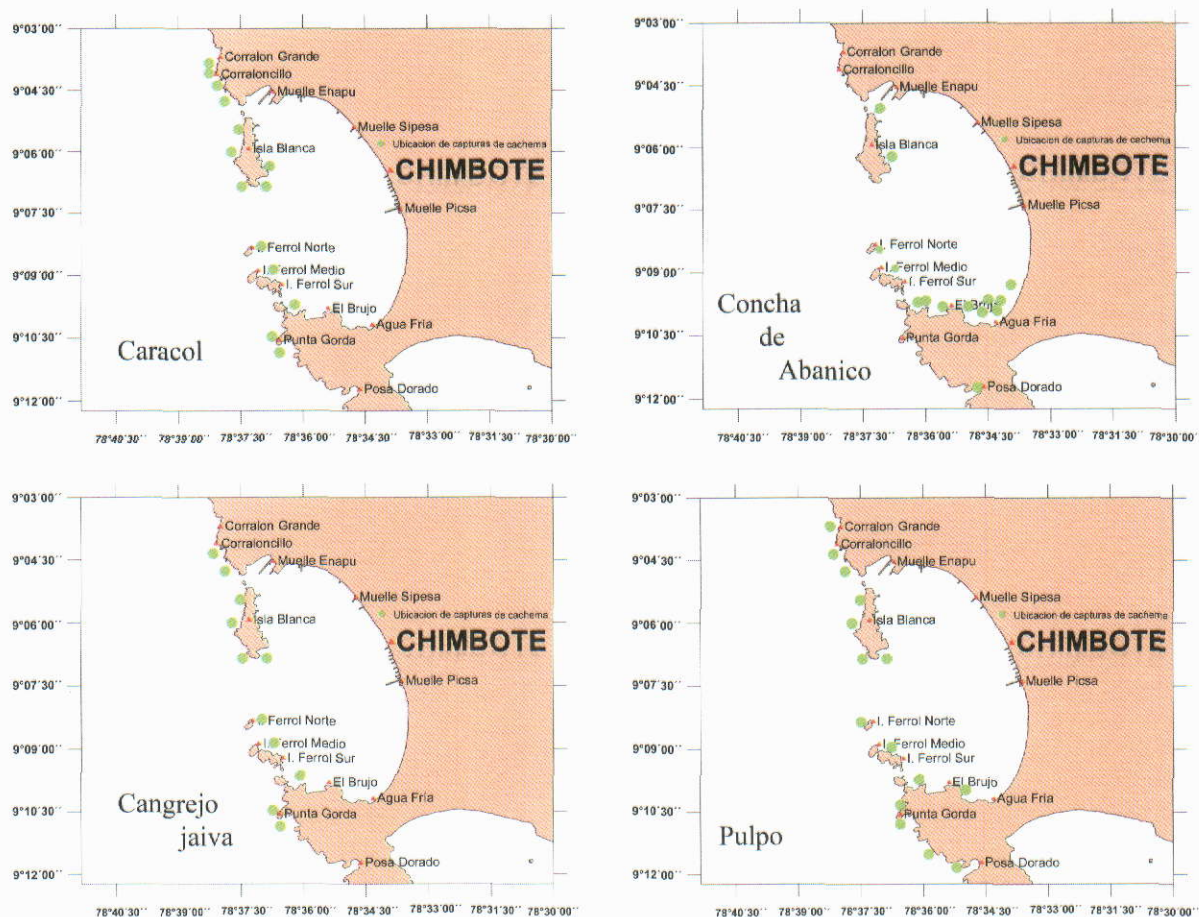 9°03'00''
Corralon Grande
Corraloncillo
9°04'30''
Muelle Enapu
Muelle Sipesa
Ubicacion de capturas de cachema
9°06'00''
Isla Blanca
CHIMBOTE
9°07'30''
Muelle Picsa
I. Ferrol Norte
9°09'00''
I. Ferrol Medio
I. Ferrol Sur
El Brujo
Agua Fria
9°10'30''
Punta Gorda
Caracol
Posa Dorado
9°12'00''
78°40'30'' 78°39'00'' 78°37'30'' 78°36'00'' 78°34'30'' 78°33'00'' 78°31'30'' 78°30'00''
9°03'00''
Corralon Grande
Corraloncillo
9°04'30''
Muelle Enapu
Muelle Sipesa
Ubicacion de capturas de cachema
9°06'00''
Isla Blanca
CHIMBOTE
9°07'30''
Muelle Picsa
I. Ferrol Norte
9°09'00''
I. Ferrol Medio
I. Ferrol Sur
El Brujo
Agua Fria
9°10'30''
Punta Gorda
Concha
de
Abanico
Posa Dorado
9°12'00''
78°40'30'' 78°39'00'' 78°37'30'' 78°36'00'' 78°34'30'' 78°33'00'' 78°31'30'' 78°30'00''
9°03'00''
Corralon Grande
Corraloncillo
9°04'30''
Muelle Enapu
Muelle Sipesa
Ubicacion de capturas de cachema
9°06'00''
Isla Blanca
CHIMBOTE
9°07'30''
Muelle Picsa
I. Ferrol Norte
9°09'00''
I. Ferrol Medio
I. Ferrol Sur
El Brujo
Agua Fria
9°10'30''
Punta Gorda
Cangrejo
jaiva
Posa Dorado
9°12'00''
78°40'30'' 78°39'00'' 78°37'30'' 78°36'00'' 78°34'30'' 78°33'00'' 78°31'30'' 78°30'00''
9°03'00''
Corralon Grande
Corraloncillo
9°04'30''
Muelle Enapu
Muelle Sipesa
Ubicacion de capturas de cachema
9°06'00''
Isla Blanca
CHIMBOTE
9°07'30''
Muelle Picsa
I. Ferrol Norte
9°09'00''
I. Ferrol Medio
I. Ferrol Sur
El Brujo
Agua Fria
9°10'30''
Punta Gorda
Pulpo
Posa Dorado
9°12'00''
78°40'30'' 78°39'00'' 78°37'30'' 78°36'00'' 78°34'30'' 78°33'00'' 78°31'30'' 78°30'00''